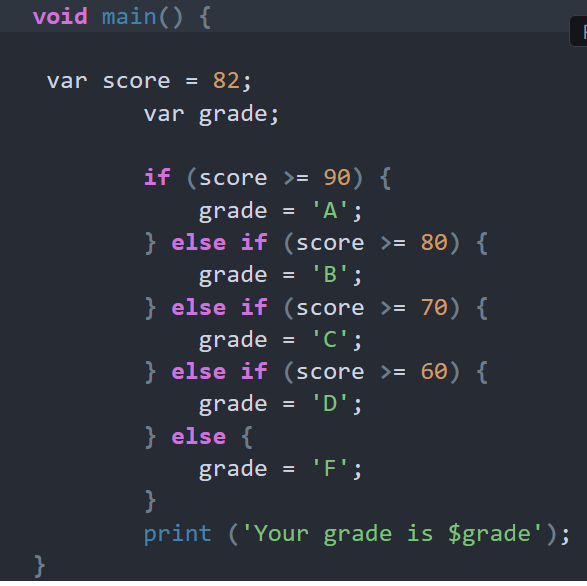 void main() {
var score = 82;
var grade;
if (score >= 90) {
grade = 'A';
} else if (score >= 80) {
grade = 'B';
} else if (score >= 70) {
grade = 'C';
} else if (score >= 60) {
grade = 'D';
} else {
grade = 'F';
}
print ('Your grade is $grade');
}